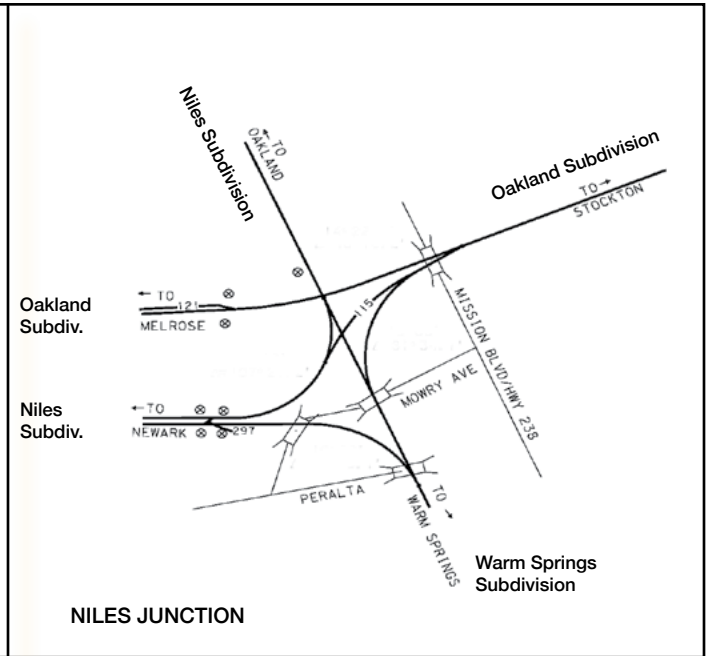 Niles Subdivision
← TO
OAKLAND
Oakland Subdivision
TO →
STOCKTON
Oakland
Subdiv.
← TO
121
MELROSE
115
MISSION BLVD/HWY 238
MOWRY AVE
Niles
Subdiv.
← TO
NEWARK
297
PERALTA
TO →
WARM SPRINGS
Warm Springs
Subdivision
NILES JUNCTION